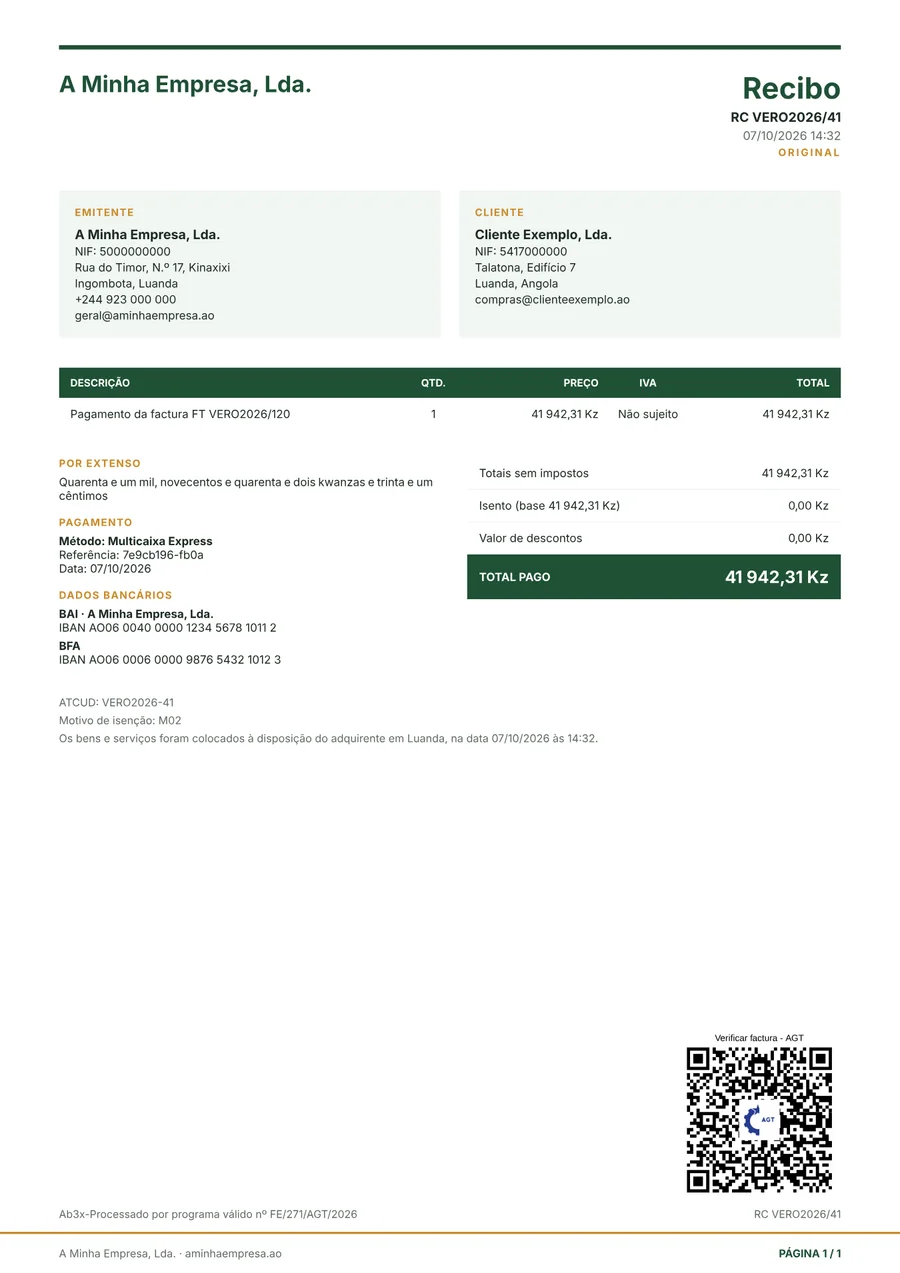 A Minha Empresa, Lda.
Recibo
RC VERO2026/41
07/10/2026 14:32
ORIGINAL
EMITENTE
A Minha Empresa, Lda.
NIF: 5000000000
Rua do Timor, N.º 17, Kinaxixi
Ingombota, Luanda
+244 923 000 000
geral@aminhaempresa.ao
CLIENTE
Cliente Exemplo, Lda.
NIF: 5417000000
Talatona, Edifício 7
Luanda, Angola
compras@clienteexemplo.ao
DESCRIÇÃO QTD. PREÇO IVA TOTAL
Pagamento da factura FT VERO2026/120 1 41 942,31 Kz Não sujeito 41 942,31 Kz
POR EXTENSO
Quarenta e um mil, novecentos e quarenta e dois kwanzas e trinta e um
cêntimos
PAGAMENTO
Método: Multicaixa Express
Referência: 7e9cb196-fb0a
Data: 07/10/2026
DADOS BANCÁRIOS
BAI · A Minha Empresa, Lda.
IBAN AO06 0040 0000 1234 5678 1011 2
BFA
IBAN AO06 0006 0000 9876 5432 1012 3
Totais sem impostos 41 942,31 Kz
Isento (base 41 942,31 Kz) 0,00 Kz
Valor de descontos 0,00 Kz
TOTAL PAGO 41 942,31 Kz
ATCUD: VERO2026-41
Motivo de isenção: M02
Os bens e serviços foram colocados à disposição do adquirente em Luanda, na data 07/10/2026 às 14:32.
Verificar factura - AGT
AGT
Ab3x-Processado por programa válido nº FE/271/AGT/2026 RC VERO2026/41
A Minha Empresa, Lda. · aminhaempresa.ao PÁGINA 1 / 1